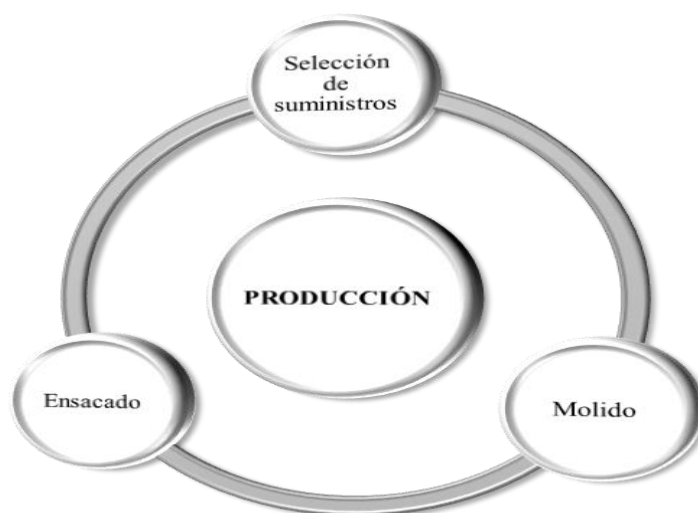 Selección
de
suministros
PRODUCCIÓN
Ensacado
Molido